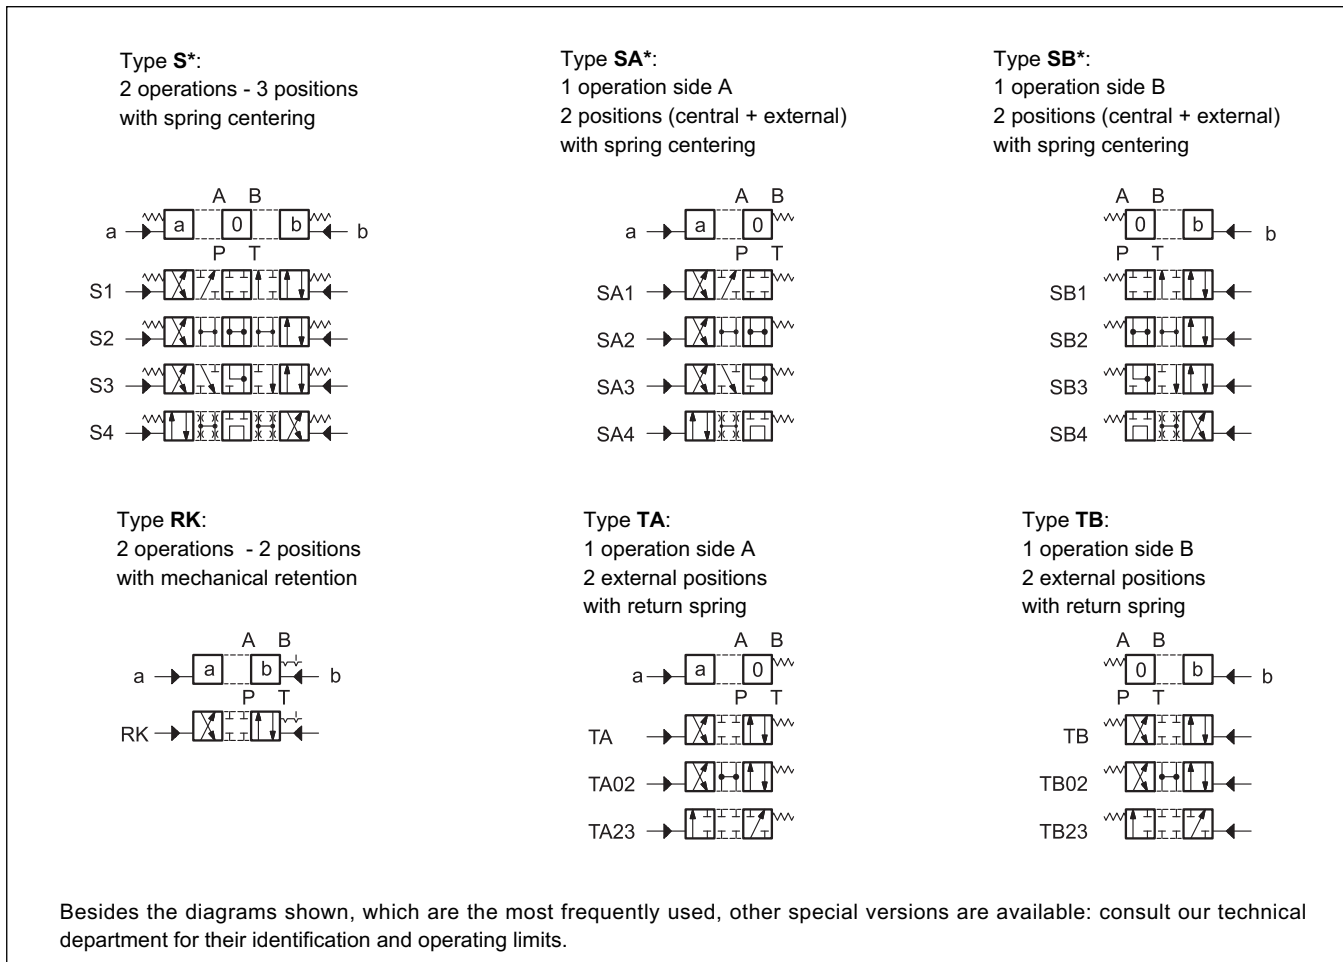 Type S*:
2 operations - 3 positions
with spring centering
A B
a a 0 b b
P T
S1
S2
S3
S4
Type SA*:
1 operation side A
2 positions (central + external)
with spring centering
A B
a a 0
P T
SA1
SA2
SA3
SA4
Type SB*:
1 operation side B
2 positions (central + external)
with spring centering
A B
0 b b
P T
SB1
SB2
SB3
SB4
Type RK:
2 operations - 2 positions
with mechanical retention
A B
a a b b
P T
RK
Type TA:
1 operation side A
2 external positions
with return spring
A B
a a 0
P T
TA
TA02
TA23
Type TB:
1 operation side B
2 external positions
with return spring
A B
0 b b
P T
TB
TB02
TB23
Besides the diagrams shown, which are the most frequently used, other special versions are available: consult our technical
department for their identification and operating limits.